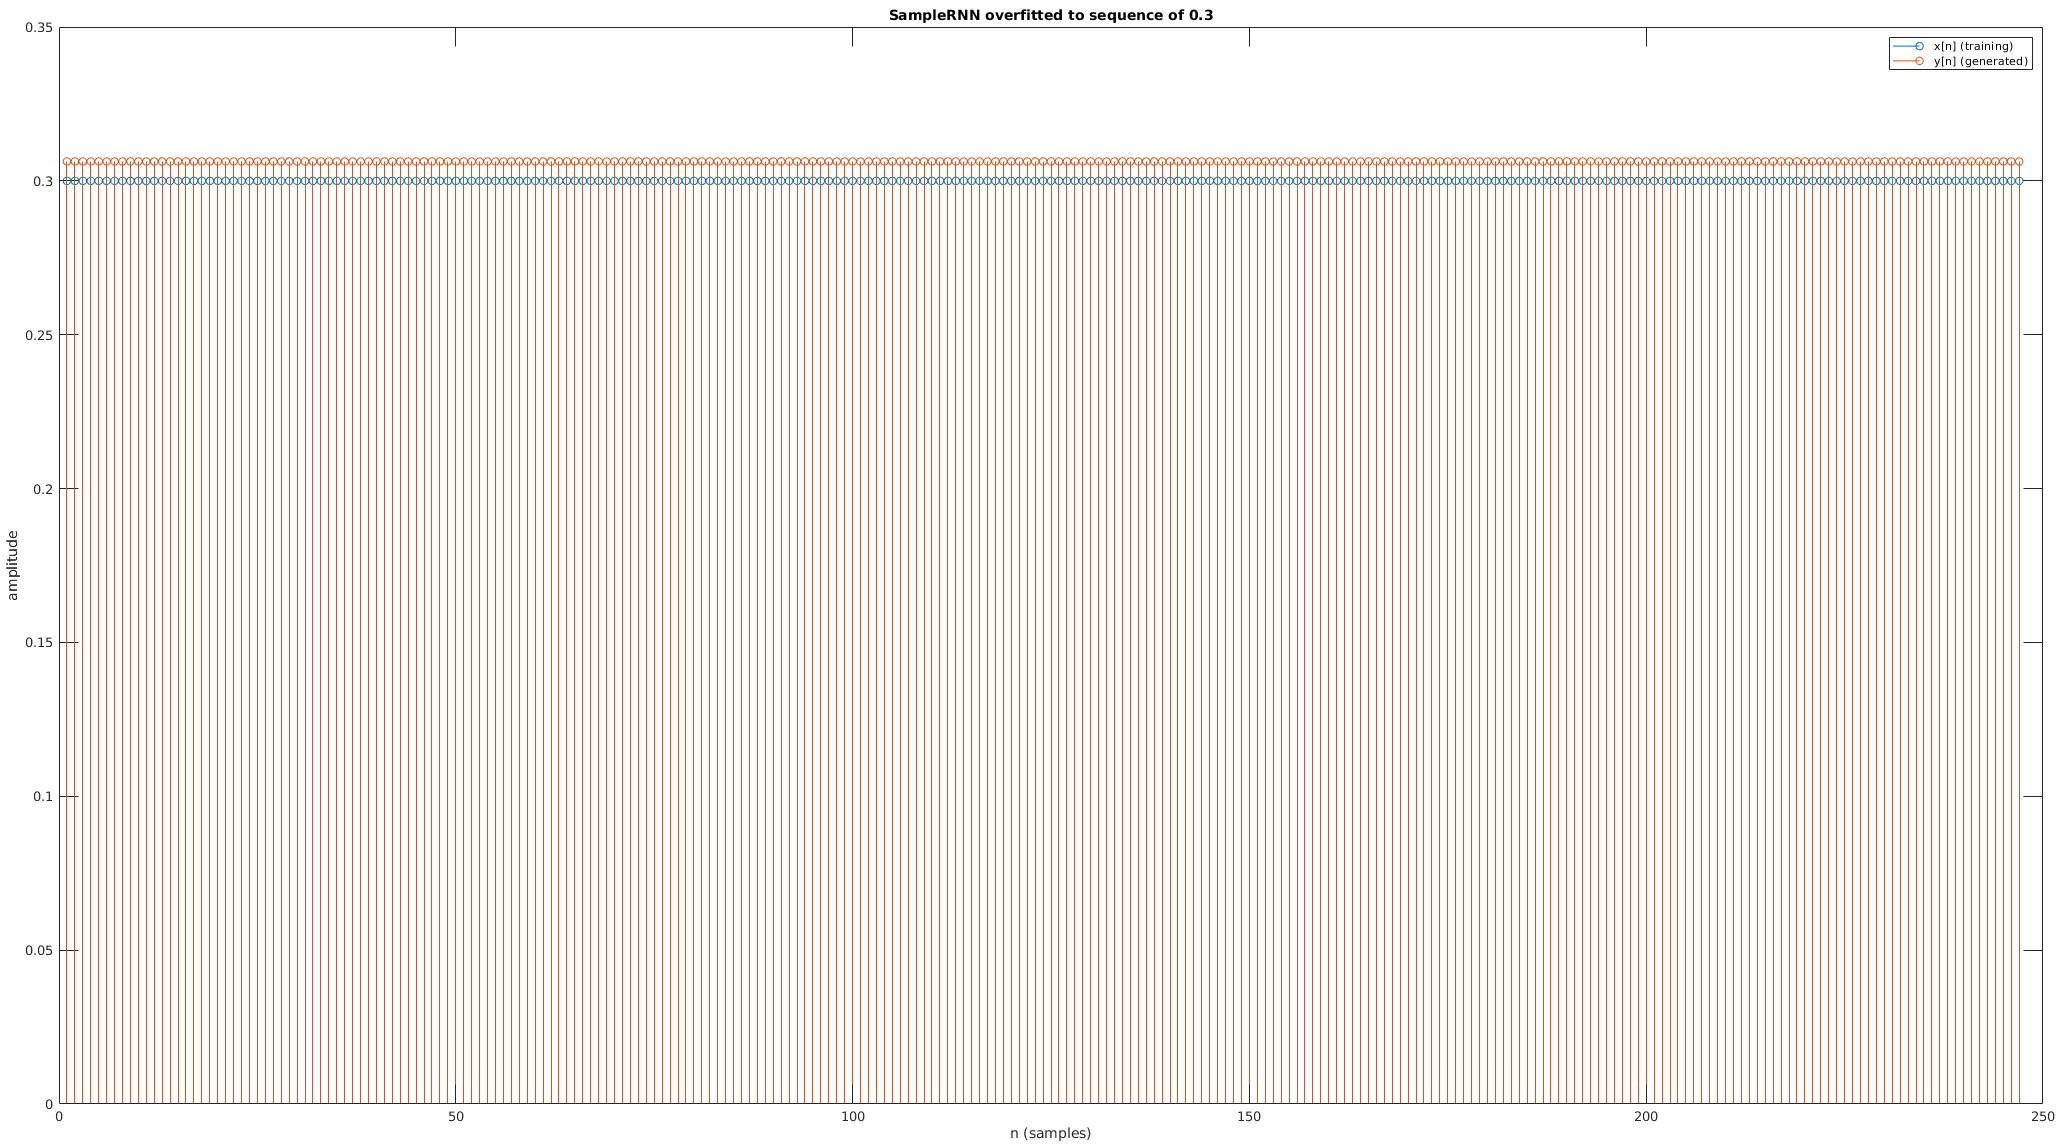 SampleRNN overfitted to sequence of 0.3
x[n] (training)
y[n] (generated)
0.35
0.3
0.25
0.2
0.15
0.1
0.05
0
amplitude
0 50 100 150 200 250
n (samples)